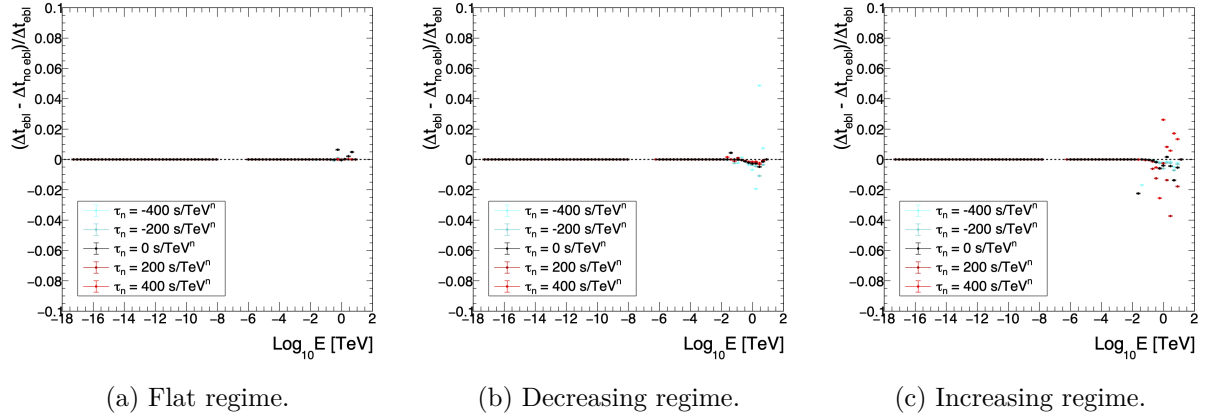 (Δt_ebl - Δt_no ebl)/Δt_ebl
0.1
0.08
0.06
0.04
0.02
0
−0.02
−0.04
−0.06
−0.08
−0.1
τ_n = -400 s/TeV^n
τ_n = -200 s/TeV^n
τ_n = 0 s/TeV^n
τ_n = 200 s/TeV^n
τ_n = 400 s/TeV^n
−18 −16 −14 −12 −10 −8 −6 −4 −2 0 2
Log_10 E [TeV]
(a) Flat regime.
(Δt_ebl - Δt_no ebl)/Δt_ebl
0.1
0.08
0.06
0.04
0.02
0
−0.02
−0.04
−0.06
−0.08
−0.1
τ_n = -400 s/TeV^n
τ_n = -200 s/TeV^n
τ_n = 0 s/TeV^n
τ_n = 200 s/TeV^n
τ_n = 400 s/TeV^n
−18 −16 −14 −12 −10 −8 −6 −4 −2 0 2
Log_10 E [TeV]
(b) Decreasing regime.
(Δt_ebl - Δt_no ebl)/Δt_ebl
0.1
0.08
0.06
0.04
0.02
0
−0.02
−0.04
−0.06
−0.08
−0.1
τ_n = -400 s/TeV^n
τ_n = -200 s/TeV^n
τ_n = 0 s/TeV^n
τ_n = 200 s/TeV^n
τ_n = 400 s/TeV^n
−18 −16 −14 −12 −10 −8 −6 −4 −2 0 2
Log_10 E [TeV]
(c) Increasing regime.